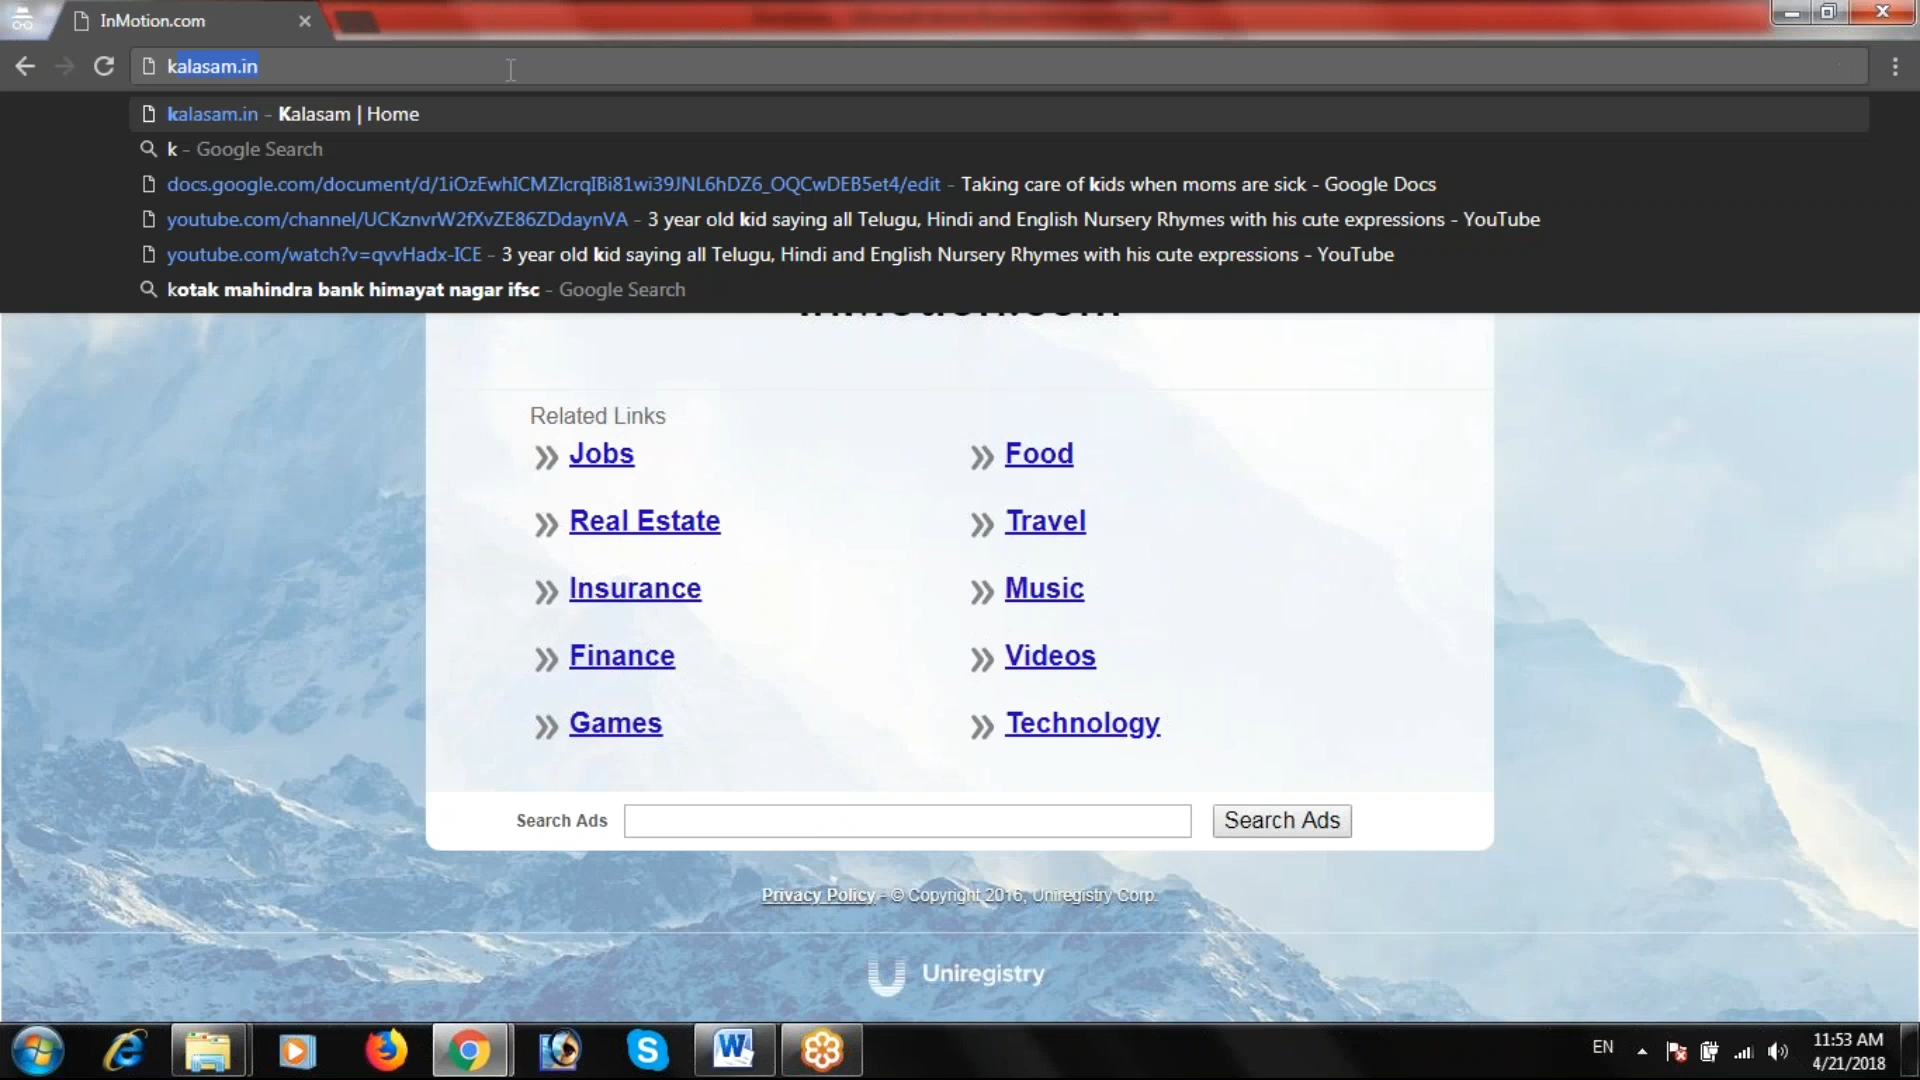 InMotion.com
kalasam.in
kalasam.in - Kalasam | Home
k - Google Search
docs.google.com/document/d/1iOzEwhICMZlcrqIBi81wi39JNL6hDZ6_OQCwDEB5et4/edit - Taking care of kids when moms are sick - Google Docs
youtube.com/channel/UCKznvrW2fXvZE86ZDdaynVA - 3 year old kid saying all Telugu, Hindi and English Nursery Rhymes with his cute expressions - YouTube
youtube.com/watch?v=qvvHadx-ICE - 3 year old kid saying all Telugu, Hindi and English Nursery Rhymes with his cute expressions - YouTube
kotak mahindra bank himayat nagar ifsc - Google Search
Related Links
Jobs
Food
Real Estate
Travel
Insurance
Music
Finance
Videos
Games
Technology
Search Ads
Search Ads
Privacy Policy - © Copyright 2016, Uniregistry Corp.
Uniregistry
EN
11:53 AM
4/21/2018